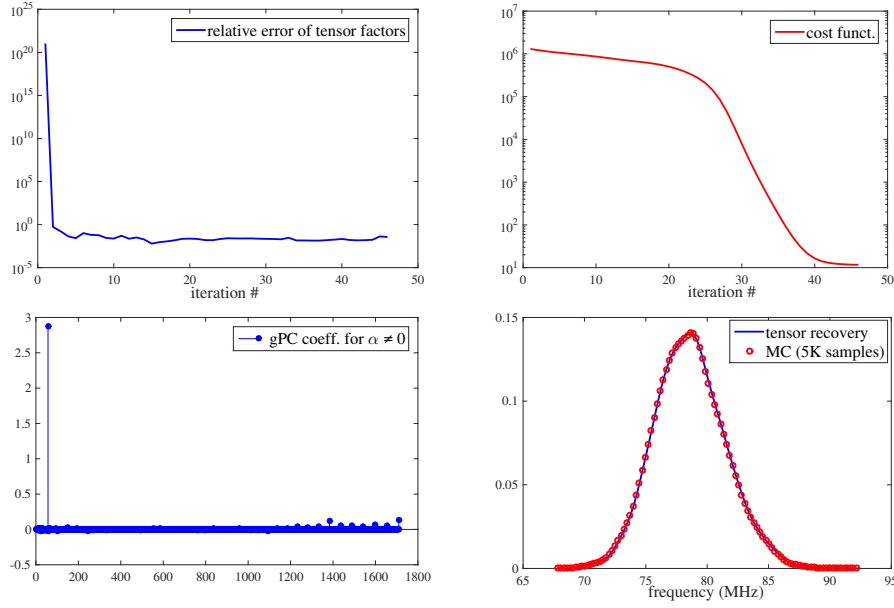 10^25
10^20
10^15
10^10
10^5
10^0
10^-5
0 10 20 30 40 50
iteration #
relative error of tensor factors
10^7
10^6
10^5
10^4
10^3
10^2
10^1
0 10 20 30 40 50
iteration #
cost funct.
3
2.5
2
1.5
1
0.5
0
-0.5
0 200 400 600 800 1000 1200 1400 1600 1800
gPC coeff. for α ≠ 0
0.15
0.1
0.05
0
65 70 75 80 85 90 95
frequency (MHz)
tensor recovery
MC (5K samples)